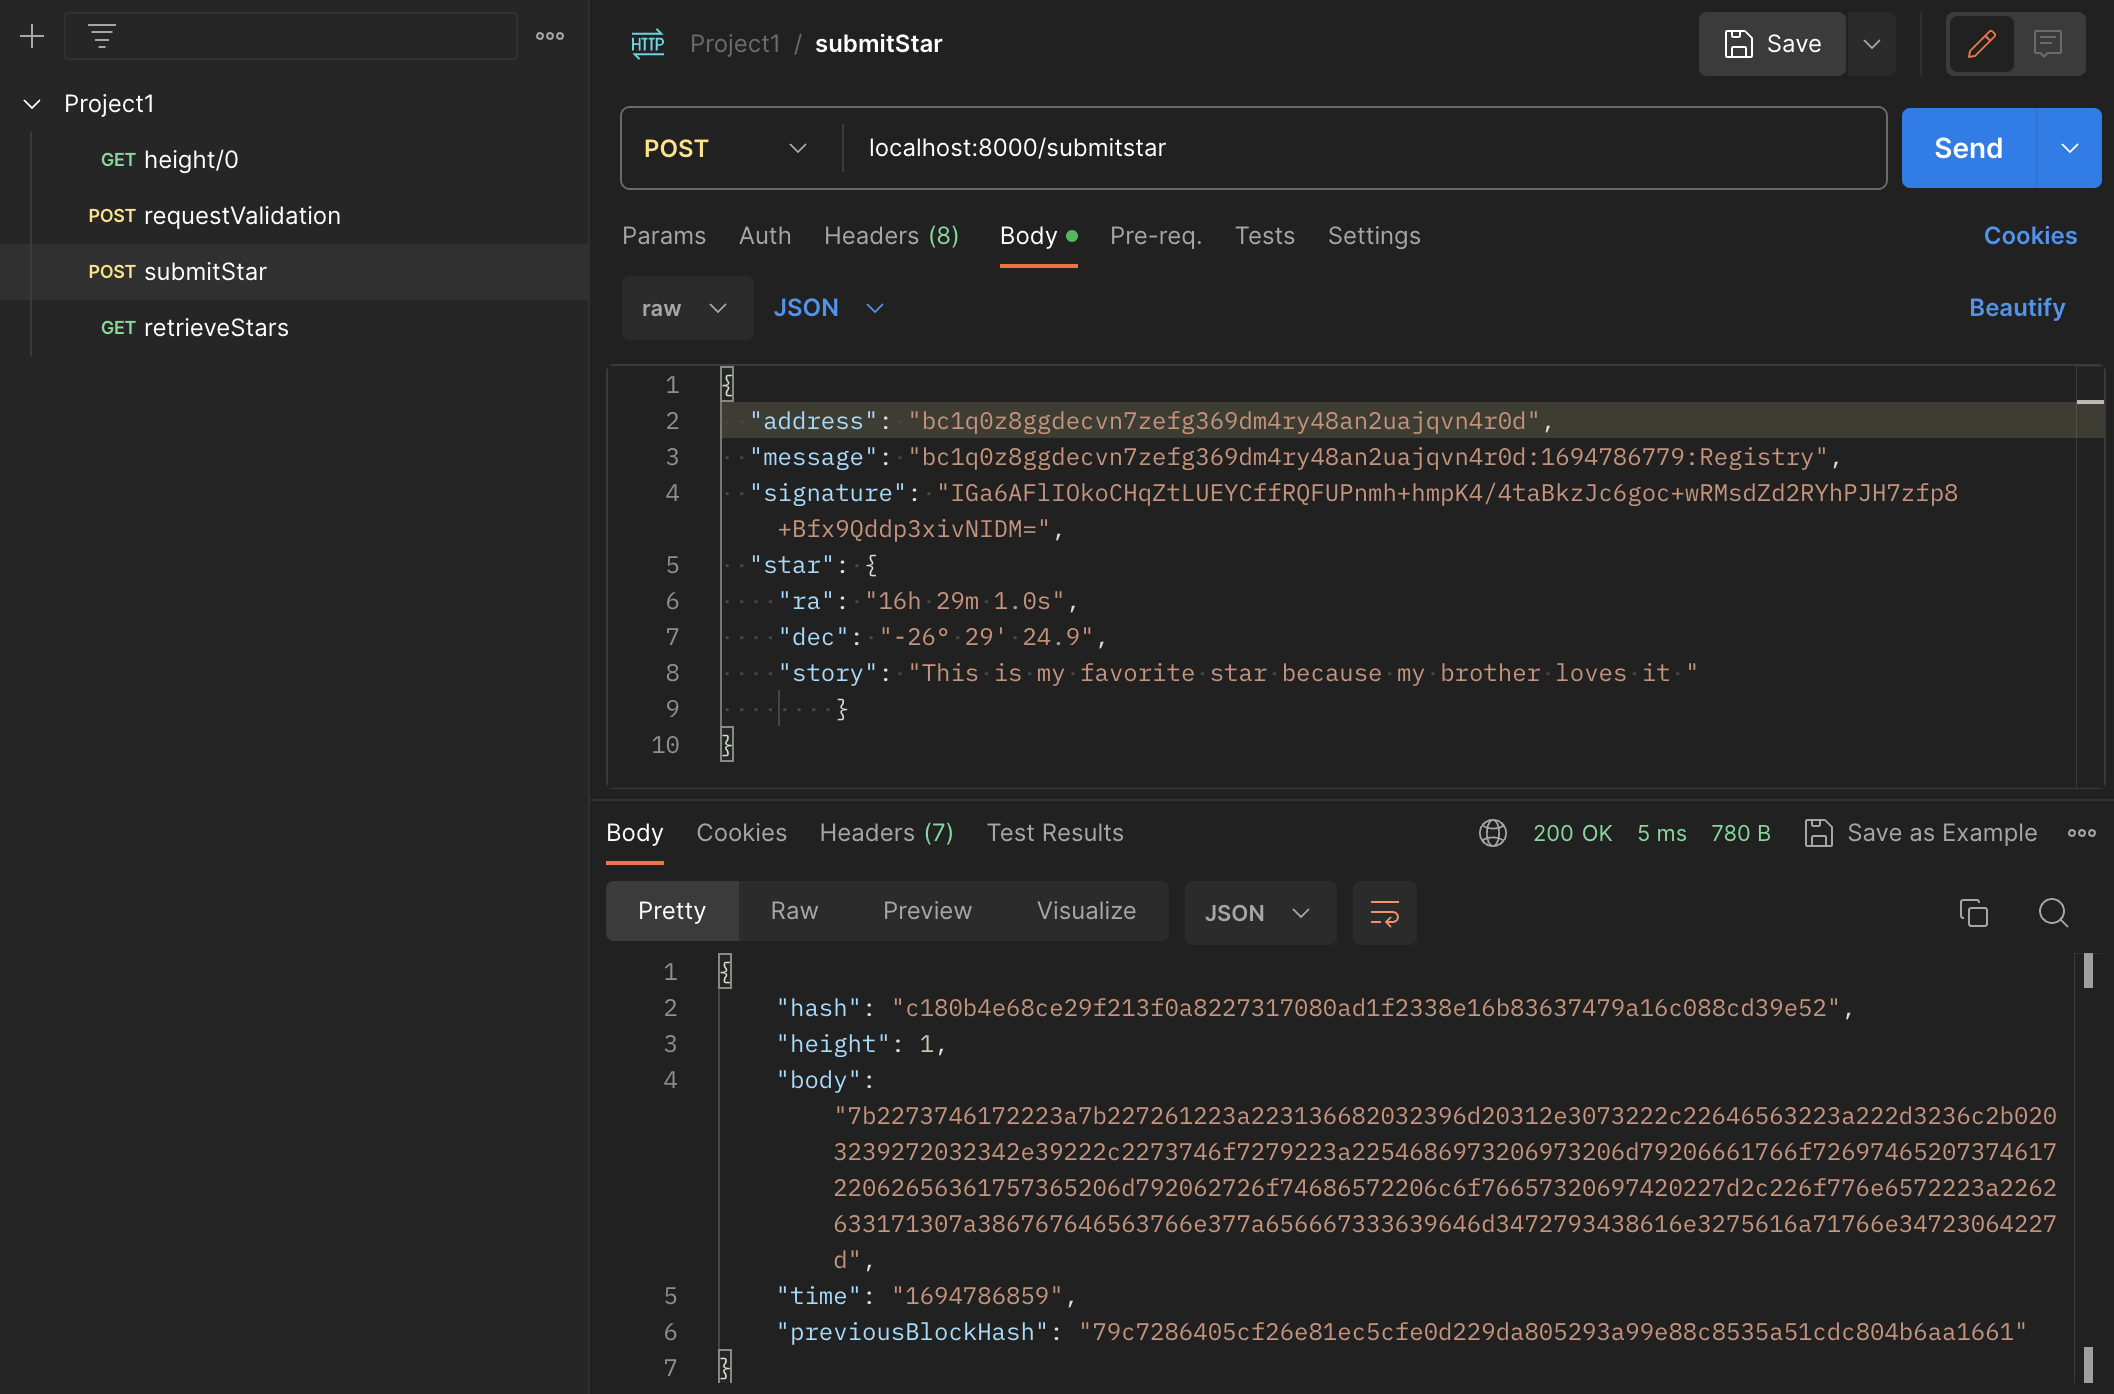 Project1
GET height/0
POST requestValidation
POST submitStar
GET retrieveStars
HTTP Project1 / submitStar
Save
POST localhost:8000/submitstar
Send
Params Auth Headers (8) Body Pre-req. Tests Settings Cookies
raw JSON Beautify
1 {
2 "address": "bc1q0z8ggdecvn7zefg369dm4ry48an2uajqvn4r0d",
3 "message": "bc1q0z8ggdecvn7zefg369dm4ry48an2uajqvn4r0d:1694786779:Registry",
4 "signature": "IGa6AFlIOkoCHqZtLUEYCffRQFUPnmh+hmpK4/4taBkzJc6goc+wRMsdZd2RYhPJH7zfp8
+Bfx9Qddp3xivNIDM=",
5 "star": {
6 "ra": "16h 29m 1.0s",
7 "dec": "-26° 29' 24.9",
8 "story": "This is my favorite star because my brother loves it "
9 }
10 }
Body Cookies Headers (7) Test Results 200 OK 5 ms 780 B Save as Example
Pretty Raw Preview Visualize JSON
1 {
2 "hash": "c180b4e68ce29f213f0a8227317080ad1f2338e16b83637479a16c088cd39e52",
3 "height": 1,
4 "body":
"7b2273746172223a7b227261223a223136682032396d20312e3073222c22646563223a222d3236c2b020
3239272032342e39222c2273746f7279223a2254686973206973206d79206661766f72697465207374617
2206265636175736520 6d792062726f74686572206c6f76657320697420227d2c226f776e6572223a2262
633171307a386767646563766e377a656667333639646d3472793438616e3275616a71766e34723064227
d",
5 "time": "1694786859",
6 "previousBlockHash": "79c7286405cf26e81ec5cfe0d229da805293a99e88c8535a51cdc804b6aa1661"
7 }